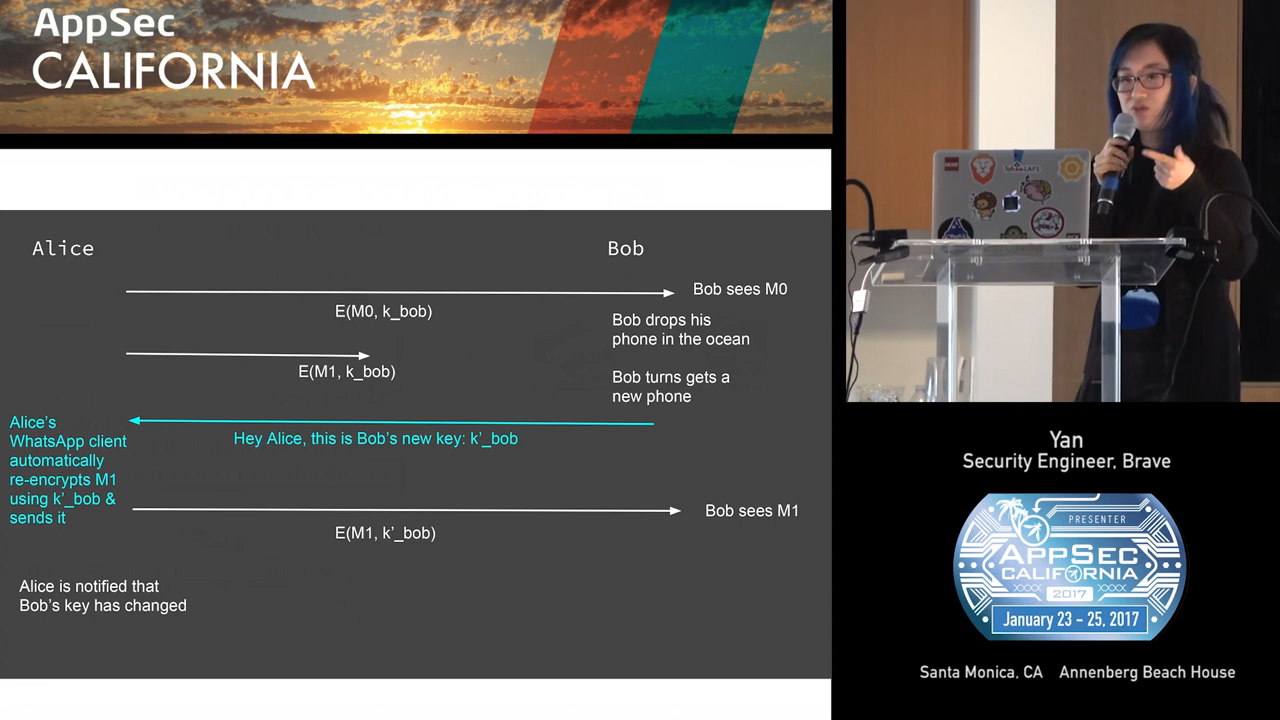 AppSec
CALIFORNIA
Alice
Bob
E(M0, k_bob)
Bob sees M0
Bob drops his
phone in the ocean
E(M1, k_bob)
Bob turns gets a
new phone
Alice's
WhatsApp client
automatically
re-encrypts M1
using k'_bob &
sends it
Hey Alice, this is Bob's new key: k'_bob
E(M1, k'_bob)
Bob sees M1
Alice is notified that
Bob's key has changed
Yan
Security Engineer, Brave
PRESENTER
APPSEC
CALIFORNIA
2017
January 23 - 25, 2017
Santa Monica, CA Annenberg Beach House